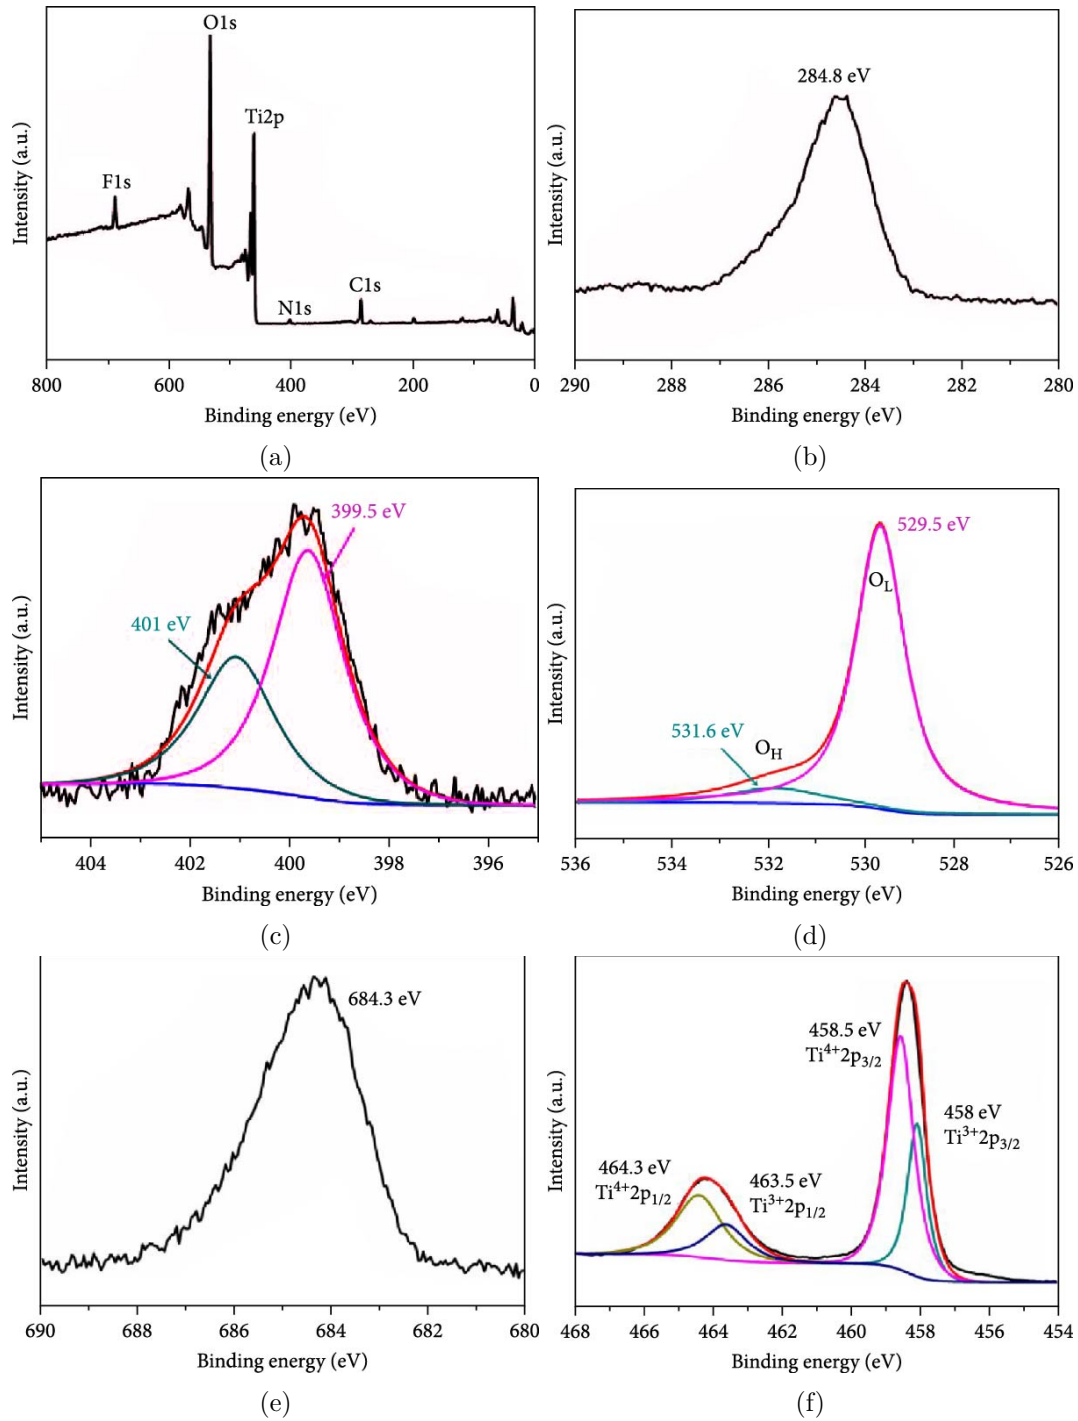 O1s
Ti2p
F1s
N1s
C1s
Intensity (a.u.)
800 600 400 200 0
Binding energy (eV)
(a)
284.8 eV
Intensity (a.u.)
290 288 286 284 282 280
Binding energy (eV)
(b)
399.5 eV
401 eV
Intensity (a.u.)
404 402 400 398 396
Binding energy (eV)
(c)
529.5 eV
O_L
531.6 eV
O_H
Intensity (a.u.)
536 534 532 530 528 526
Binding energy (eV)
(d)
684.3 eV
Intensity (a.u.)
690 688 686 684 682 680
Binding energy (eV)
(e)
458.5 eV
Ti⁴⁺2p₃/₂
458 eV
Ti³⁺2p₃/₂
464.3 eV
Ti⁴⁺2p₁/₂
463.5 eV
Ti³⁺2p₁/₂
Intensity (a.u.)
468 466 464 462 460 458 456 454
Binding energy (eV)
(f)